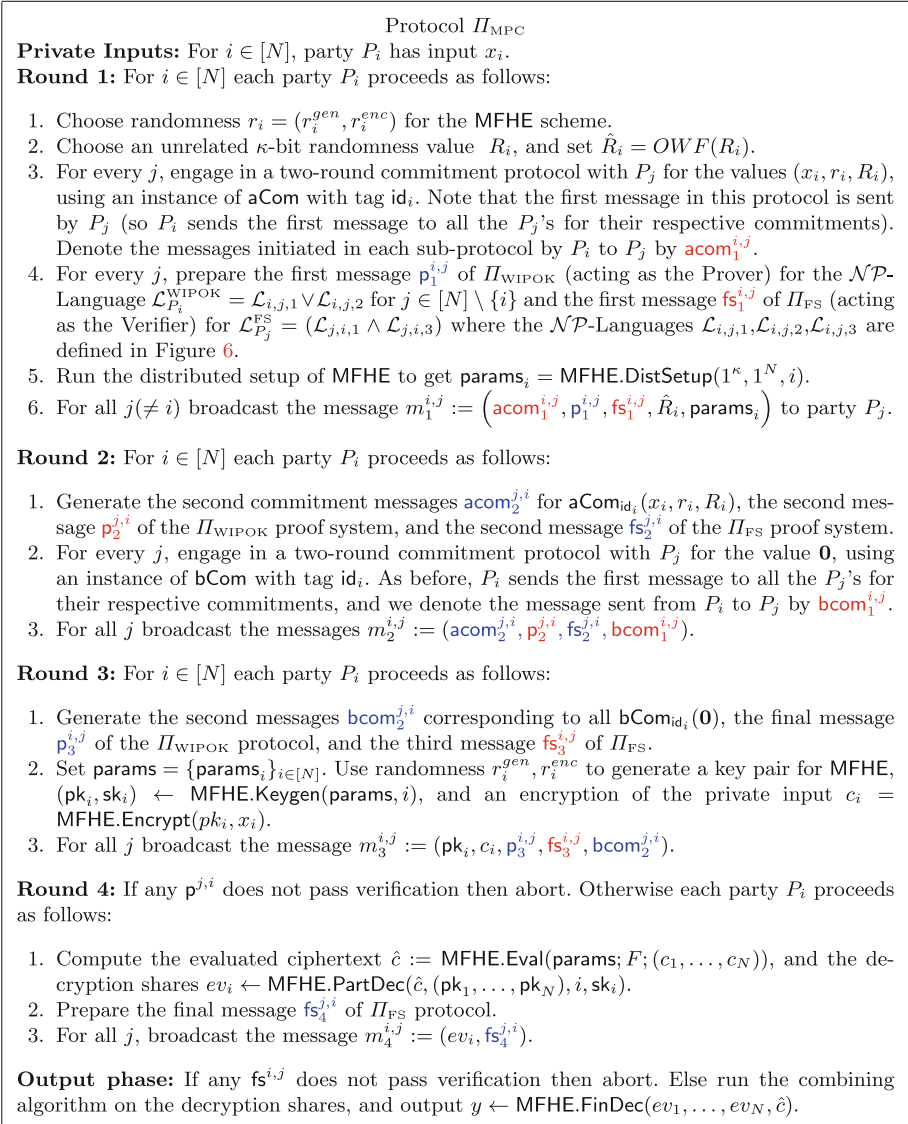 Protocol Π_MPC
Private Inputs: For i ∈ [N], party P_i has input x_i.
Round 1: For i ∈ [N] each party P_i proceeds as follows:
1. Choose randomness r_i = (r_i^{gen}, r_i^{enc}) for the MFHE scheme.
2. Choose an unrelated κ-bit randomness value R_i, and set R̂_i = OWF(R_i).
3. For every j, engage in a two-round commitment protocol with P_j for the values (x_i, r_i, R_i),
using an instance of aCom with tag id_i. Note that the first message in this protocol is sent
by P_j (so P_i sends the first message to all the P_j's for their respective commitments).
Denote the messages initiated in each sub-protocol by P_i to P_j by acom_1^{i,j}.
4. For every j, prepare the first message p_1^{i,j} of Π_WIPOK (acting as the Prover) for the NP-
Language L_{P_i}^{WIPOK} = L_{i,j,1} ∨ L_{i,j,2} for j ∈ [N] \ {i} and the first message fs_1^{i,j} of Π_FS (acting
as the Verifier) for L_{P_j}^{FS} = (L_{j,i,1} ∧ L_{j,i,3}) where the NP-Languages L_{i,j,1},L_{i,j,2},L_{i,j,3} are
defined in Figure 6.
5. Run the distributed setup of MFHE to get params_i = MFHE.DistSetup(1^κ, 1^N, i).
6. For all j(≠ i) broadcast the message m_1^{i,j} := (acom_1^{i,j}, p_1^{i,j}, fs_1^{i,j}, R̂_i, params_i) to party P_j.
Round 2: For i ∈ [N] each party P_i proceeds as follows:
1. Generate the second commitment messages acom_2^{j,i} for aCom_{id_i}(x_i, r_i, R_i), the second mes-
sage p_2^{j,i} of the Π_WIPOK proof system, and the second message fs_2^{j,i} of the Π_FS proof system.
2. For every j, engage in a two-round commitment protocol with P_j for the value 0, using
an instance of bCom with tag id_i. As before, P_i sends the first message to all the P_j's for
their respective commitments, and we denote the message sent from P_i to P_j by bcom_1^{i,j}.
3. For all j broadcast the messages m_2^{i,j} := (acom_2^{j,i}, p_2^{j,i}, fs_2^{j,i}, bcom_1^{i,j}).
Round 3: For i ∈ [N] each party P_i proceeds as follows:
1. Generate the second messages bcom_2^{j,i} corresponding to all bCom_{id_i}(0), the final message
p_3^{i,j} of the Π_WIPOK protocol, and the third message fs_3^{i,j} of Π_FS.
2. Set params = {params_i}_{i∈[N]}. Use randomness r_i^{gen}, r_i^{enc} to generate a key pair for MFHE,
(pk_i, sk_i) ← MFHE.Keygen(params, i), and an encryption of the private input c_i =
MFHE.Encrypt(pk_i, x_i).
3. For all j broadcast the message m_3^{i,j} := (pk_i, c_i, p_3^{i,j}, fs_3^{i,j}, bcom_2^{j,i}).
Round 4: If any p^{j,i} does not pass verification then abort. Otherwise each party P_i proceeds
as follows:
1. Compute the evaluated ciphertext ĉ := MFHE.Eval(params; F; (c_1, . . . , c_N)), and the de-
cryption shares ev_i ← MFHE.PartDec(ĉ, (pk_1, . . . , pk_N), i, sk_i).
2. Prepare the final message fs_4^{j,i} of Π_FS protocol.
3. For all j, broadcast the message m_4^{i,j} := (ev_i, fs_4^{j,i}).
Output phase: If any fs^{i,j} does not pass verification then abort. Else run the combining
algorithm on the decryption shares, and output y ← MFHE.FinDec(ev_1, . . . , ev_N, ĉ).